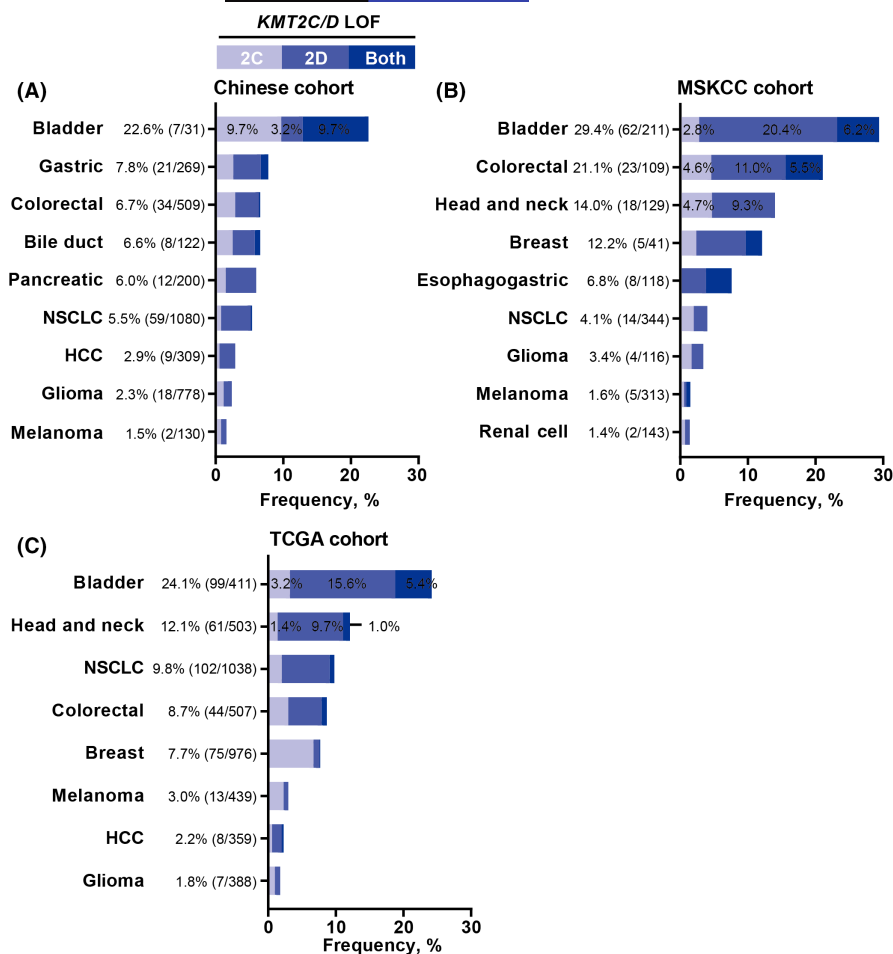 KMT2C/D LOF
2C 2D Both
(A) Chinese cohort
Bladder 22.6% (7/31) 9.7% 3.2% 9.7%
Gastric 7.8% (21/269)
Colorectal 6.7% (34/509)
Bile duct 6.6% (8/122)
Pancreatic 6.0% (12/200)
NSCLC 5.5% (59/1080)
HCC 2.9% (9/309)
Glioma 2.3% (18/778)
Melanoma 1.5% (2/130)
0 10 20 30
Frequency, %
(B) MSKCC cohort
Bladder 29.4% (62/211) 2.8% 20.4% 6.2%
Colorectal 21.1% (23/109) 4.6% 11.0% 5.5%
Head and neck 14.0% (18/129) 4.7% 9.3%
Breast 12.2% (5/41)
Esophagogastric 6.8% (8/118)
NSCLC 4.1% (14/344)
Glioma 3.4% (4/116)
Melanoma 1.6% (5/313)
Renal cell 1.4% (2/143)
0 10 20 30
Frequency, %
(C) TCGA cohort
Bladder 24.1% (99/411) 3.2% 15.6% 5.4%
Head and neck 12.1% (61/503) 1.4% 9.7% 1.0%
NSCLC 9.8% (102/1038)
Colorectal 8.7% (44/507)
Breast 7.7% (75/976)
Melanoma 3.0% (13/439)
HCC 2.2% (8/359)
Glioma 1.8% (7/388)
0 10 20 30
Frequency, %